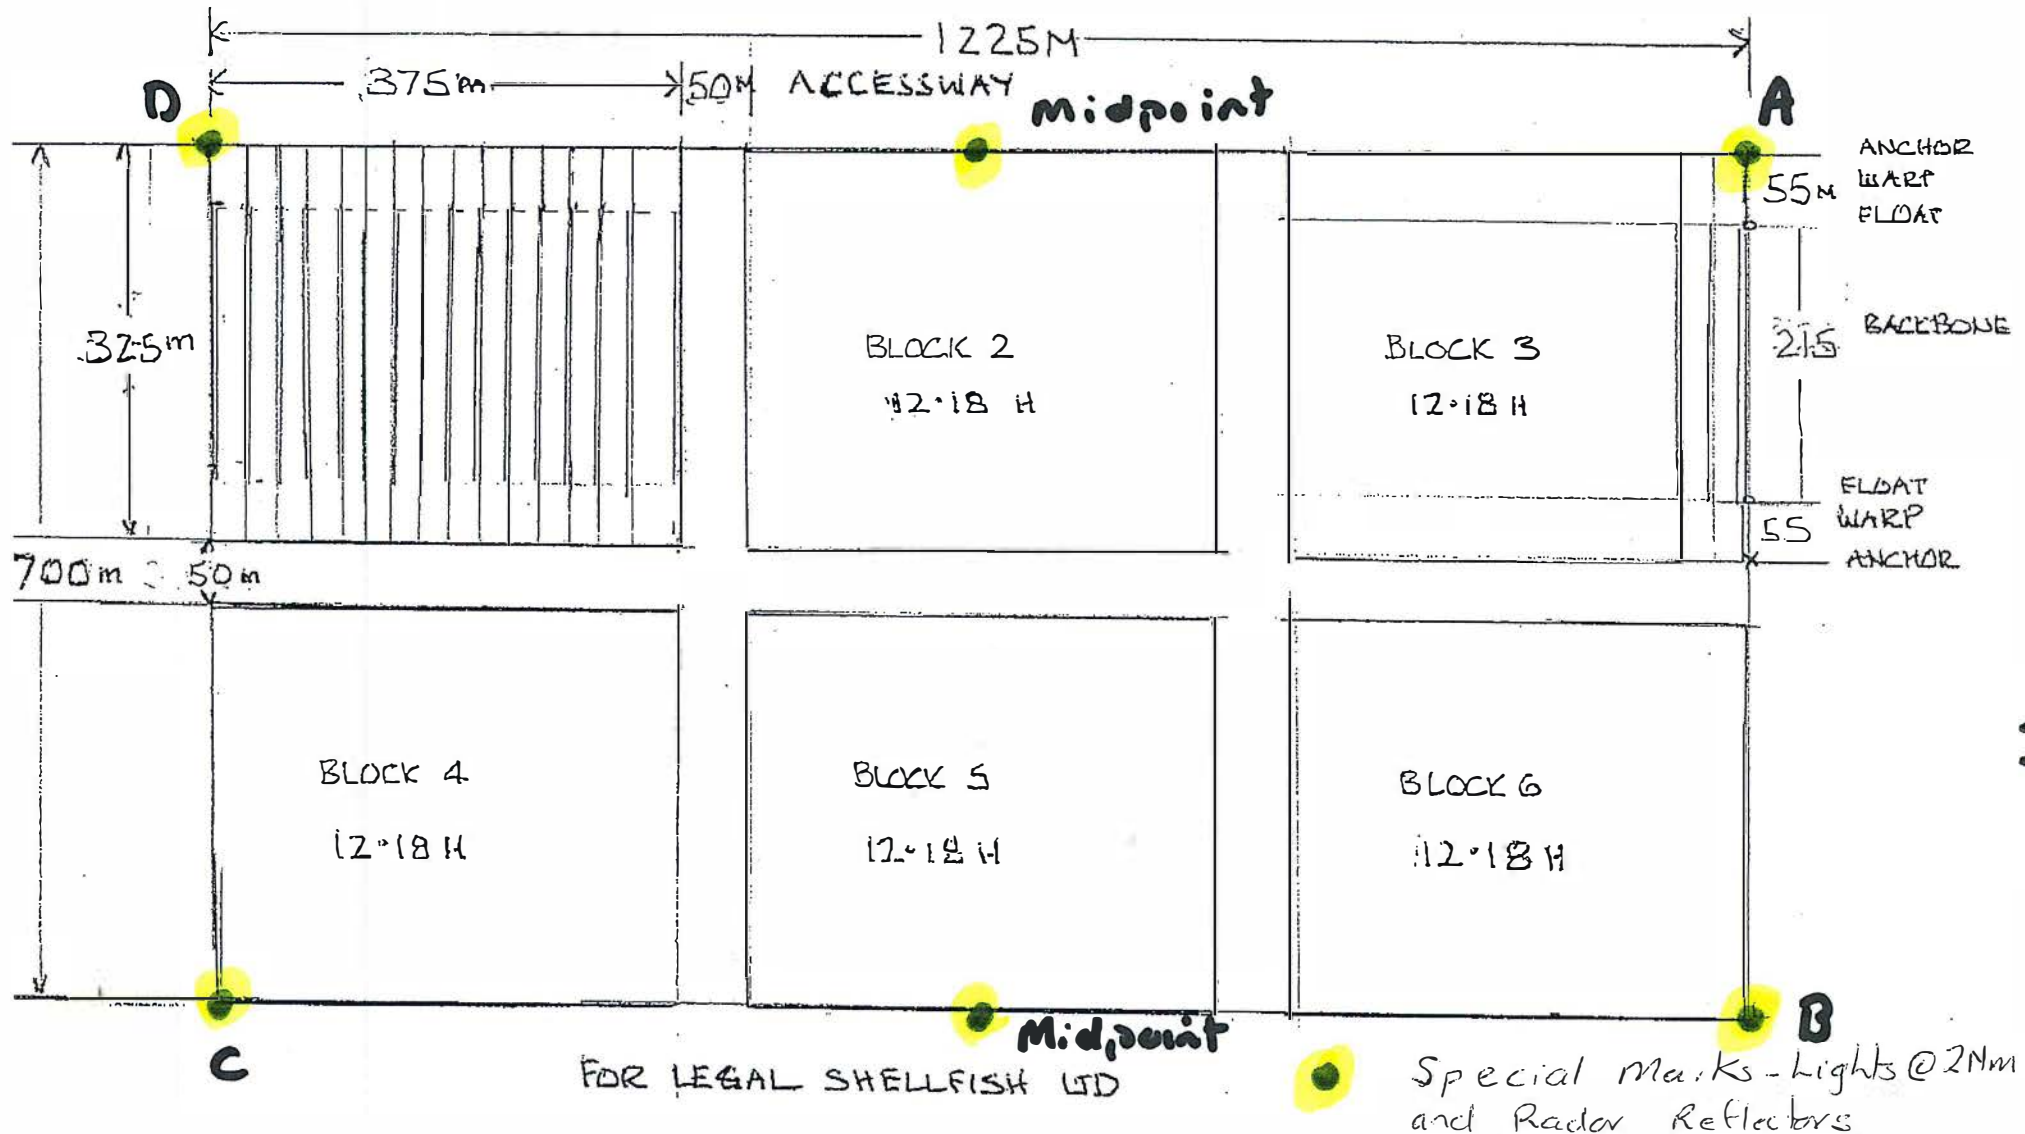 1225M
375m
50M ACCESSWAY
D
Midpoint
A
ANCHOR
WARP
55M
FLOAT
325m
BLOCK 2
12.18 H
BLOCK 3
12.18 H
215
BACKBONE
FLOAT
WARP
55
ANCHOR
700m
50m
BLOCK 4
12.18 H
BLOCK 5
12.18 H
BLOCK 6
12.18 H
C
Midpoint
B
FOR LEGAL SHELLFISH LTD
Special Marks - Lights @ 2Nm
and Radar Reflectors